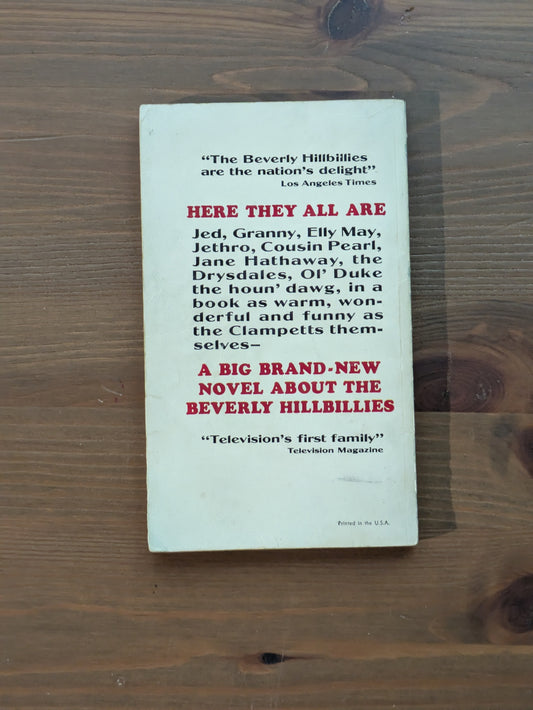 “The Beverly Hillbiilies
are the nation's delight”
Los Angeles Times
HERE THEY ALL ARE
Jed, Granny, Elly May,
Jethro, Cousin Pearl,
Jane Hathaway, the
Drysdales, Ol' Duke
the houn' dawg, in a
book as warm, won-
derful and funny as
the Clampetts them-
selves—
A BIG BRAND-NEW
NOVEL ABOUT THE
BEVERLY HILLBILLIES
“Television's first family”
Television Magazine
Printed in the U.S.A.